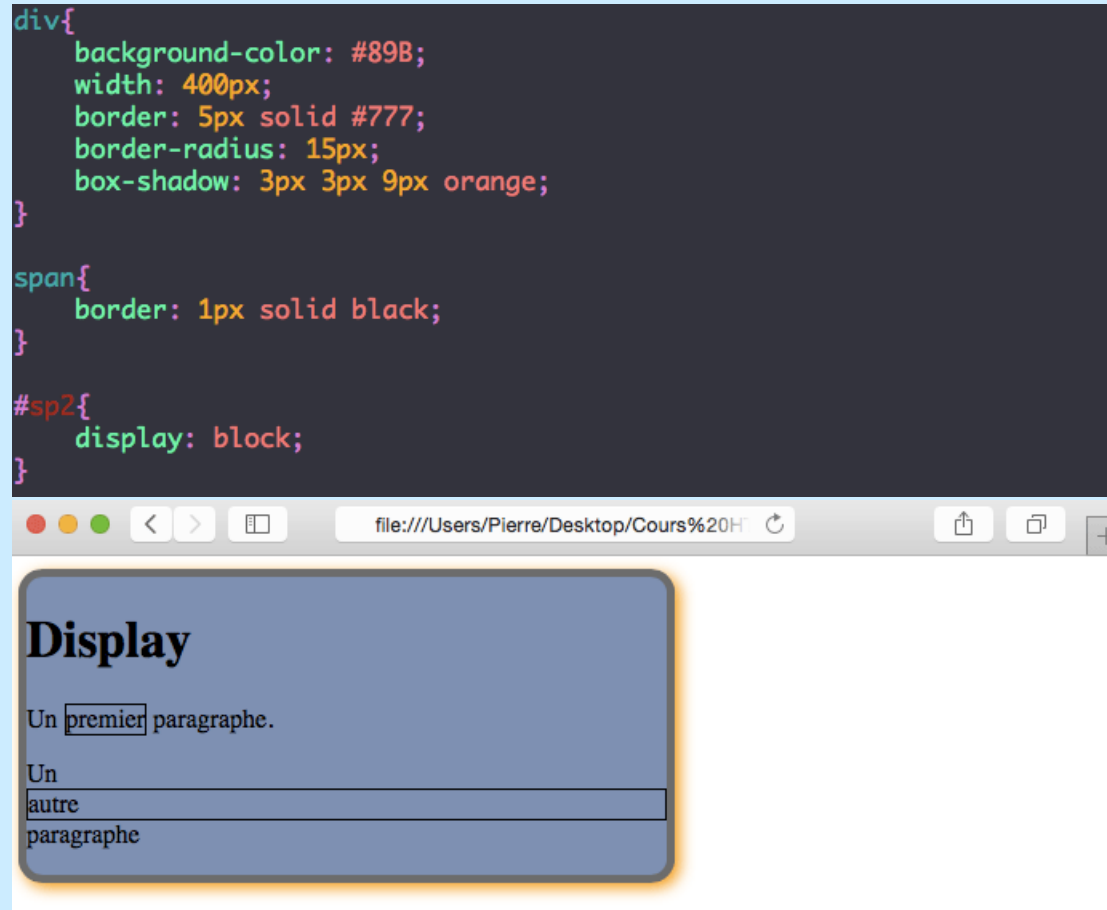 div{
    background-color: #89B;
    width: 400px;
    border: 5px solid #777;
    border-radius: 15px;
    box-shadow: 3px 3px 9px orange;
}
span{
    border: 1px solid black;
}
#sp2{
    display: block;
}
file:///Users/Pierre/Desktop/Cours%20H
Display
Un premier paragraphe.
Un
autre
paragraphe